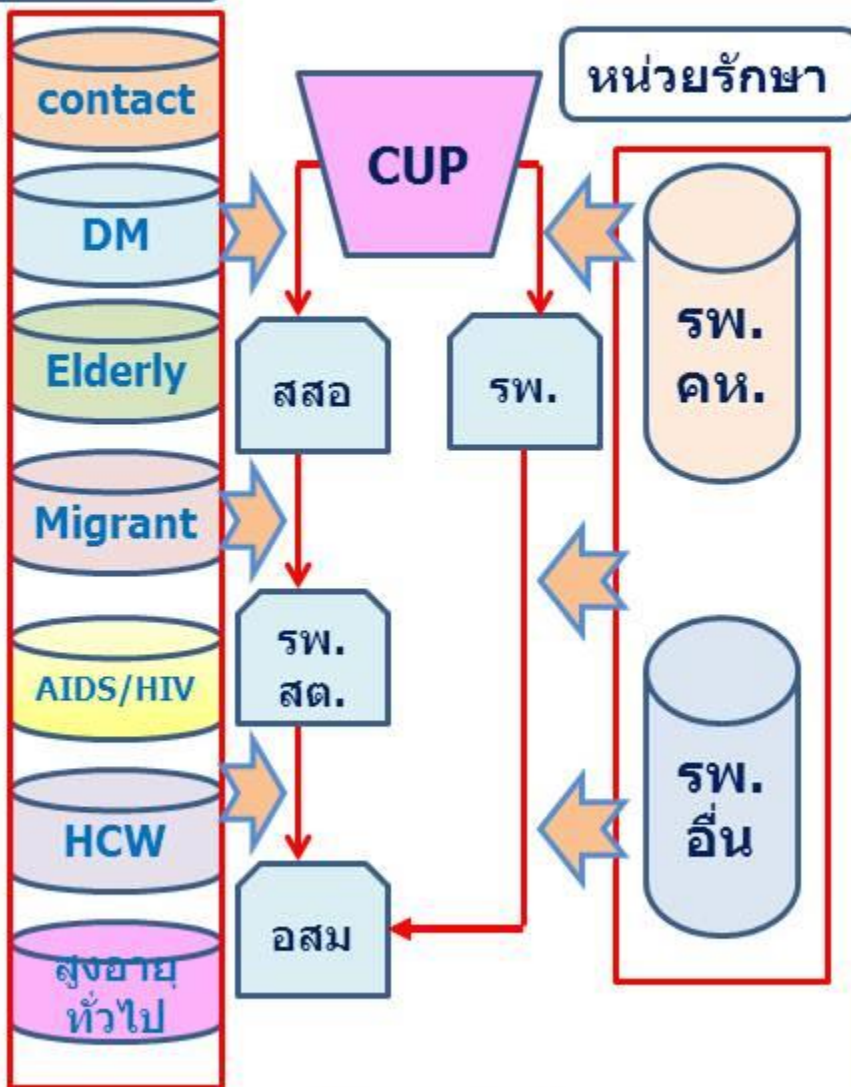 contact
DM
Elderly
Migrant
AIDS/HIV
HCW
สูงอายุ
ทั่วไป
CUP
สสอ
รพ.
รพ.
สต.
อสม
หน่วยรักษา
รพ.
คห.
รพ.
อื่น